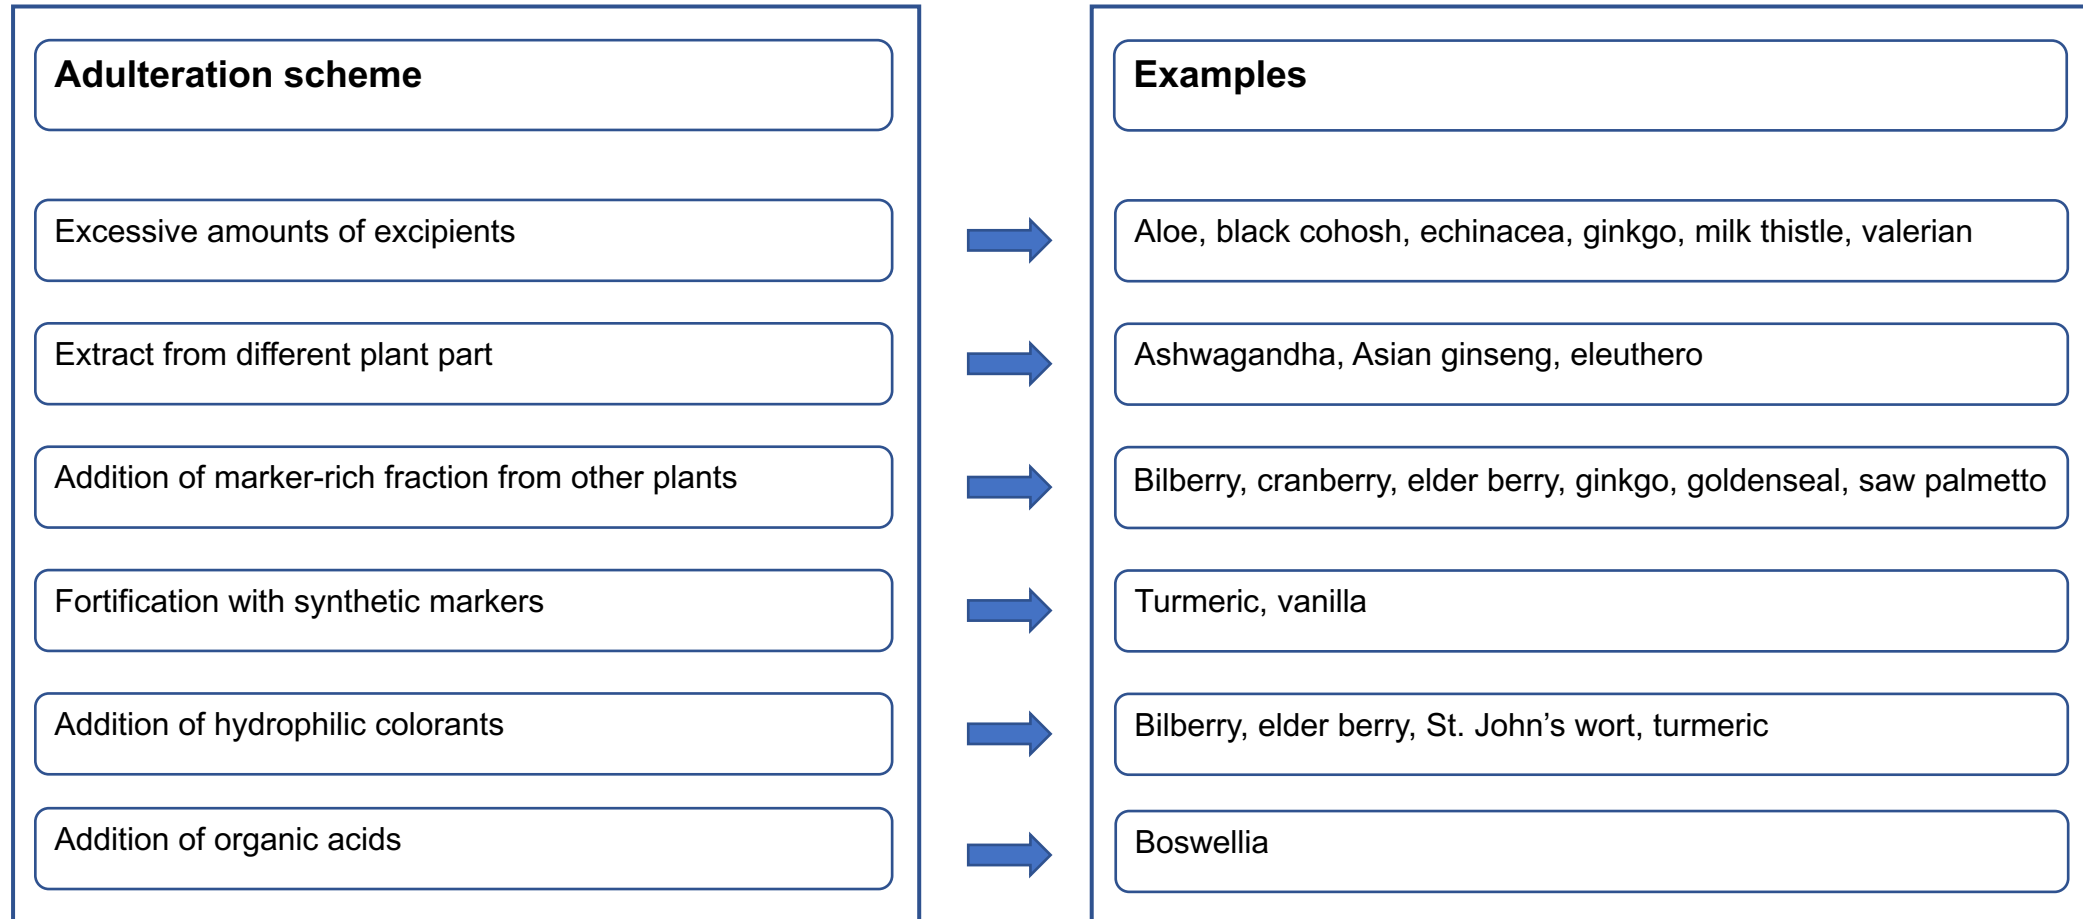 Adulteration scheme
Examples
Excessive amounts of excipients
Aloe, black cohosh, echinacea, ginkgo, milk thistle, valerian
Extract from different plant part
Ashwagandha, Asian ginseng, eleuthero
Addition of marker-rich fraction from other plants
Bilberry, cranberry, elder berry, ginkgo, goldenseal, saw palmetto
Fortification with synthetic markers
Turmeric, vanilla
Addition of hydrophilic colorants
Bilberry, elder berry, St. John’s wort, turmeric
Addition of organic acids
Boswellia